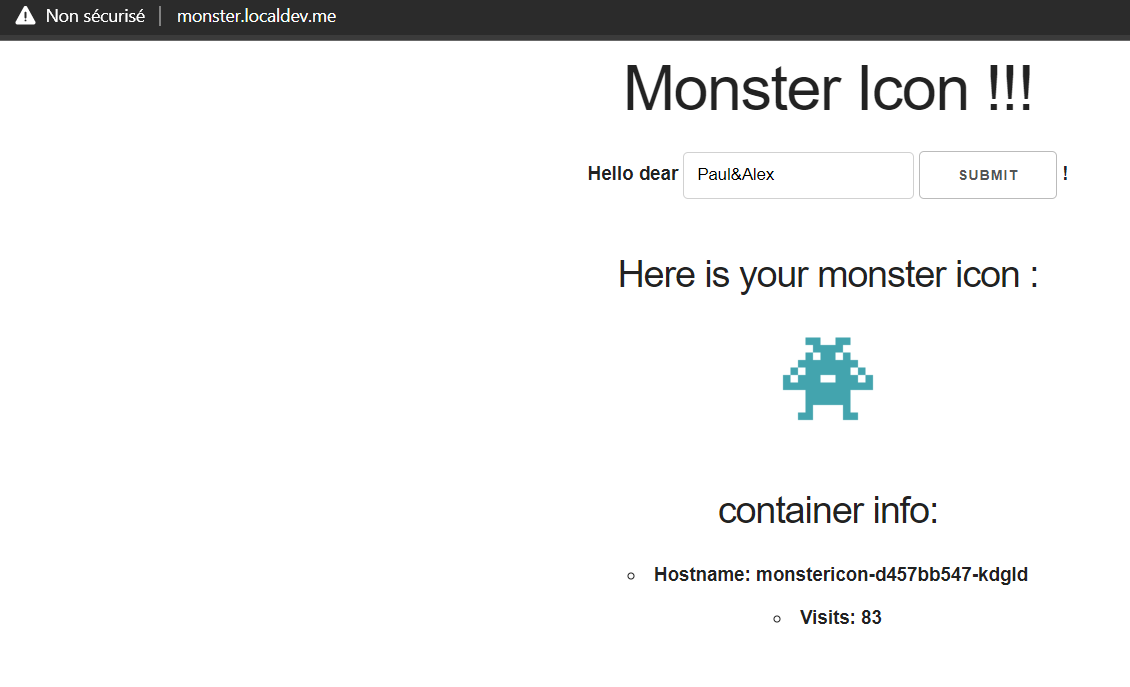 Non sécurisé | monster.localdev.me
Monster Icon !!!
Hello dear Paul&Alex SUBMIT !
Here is your monster icon :
container info:
Hostname: monstericon-d457bb547-kdgld
Visits: 83